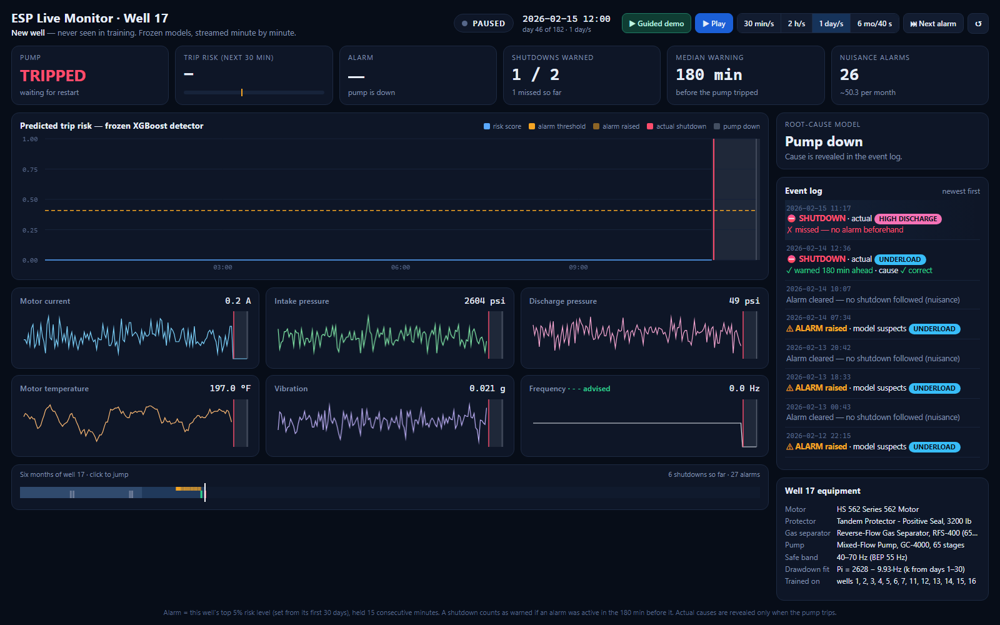 ESP Live Monitor · Well 17
New well — never seen in training. Frozen models, streamed minute by minute.
PAUSED
2026-02-15 12:00
day 46 of 182 · 1 day/s
▶ Guided demo
▶ Play
30 min/s
2 h/s
1 day/s
6 mo/40 s
⏭ Next alarm
↺
PUMP
TRIPPED
waiting for restart
TRIP RISK (NEXT 30 MIN)
–
ALARM
—
pump is down
SHUTDOWNS WARNED
1 / 2
1 missed so far
MEDIAN WARNING
180 min
before the pump tripped
NUISANCE ALARMS
26
~50.3 per month
Predicted trip risk — frozen XGBoost detector
risk score
alarm threshold
alarm raised
actual shutdown
pump down
1.00
0.75
0.50
0.25
0.00
03:00
06:00
09:00
Motor current
0.2 A
Intake pressure
2604 psi
Discharge pressure
49 psi
Motor temperature
197.0 °F
Vibration
0.021 g
Frequency · - - advised
0.0 Hz
Six months of well 17 · click to jump
6 shutdowns so far · 27 alarms
ROOT-CAUSE MODEL
Pump down
Cause is revealed in the event log.
Event log
newest first
2026-02-15 11:17
⛔ SHUTDOWN · actual HIGH DISCHARGE
✗ missed — no alarm beforehand
2026-02-14 12:36
⛔ SHUTDOWN · actual UNDERLOAD
✓ warned 180 min ahead · cause ✓ correct
2026-02-14 10:07
Alarm cleared — no shutdown followed (nuisance)
2026-02-14 07:34
⚠ ALARM raised · model suspects UNDERLOAD
2026-02-13 20:42
Alarm cleared — no shutdown followed (nuisance)
2026-02-13 18:33
⚠ ALARM raised · model suspects UNDERLOAD
2026-02-13 00:43
Alarm cleared — no shutdown followed (nuisance)
2026-02-12 22:15
⚠ ALARM raised · model suspects UNDERLOAD
Well 17 equipment
Motor HS 562 Series 562 Motor
Protector Tandem Protector - Positive Seal, 3200 lb
Gas separator Reverse-Flow Gas Separator, RFS-400 (65...
Pump Mixed-Flow Pump, GC-4000, 65 stages
Safe band 40–70 Hz (BEP 55 Hz)
Drawdown fit Pi = 2628 − 9.93·Hz (k from days 1–30)
Trained on wells 1, 2, 3, 4, 5, 6, 7, 11, 12, 13, 14, 15, 16
Alarm = this well's top 5% risk level (set from its first 30 days), held 15 consecutive minutes. A shutdown counts as warned if an alarm was active in the 180 min before it. Actual causes are revealed only when the pump trips.